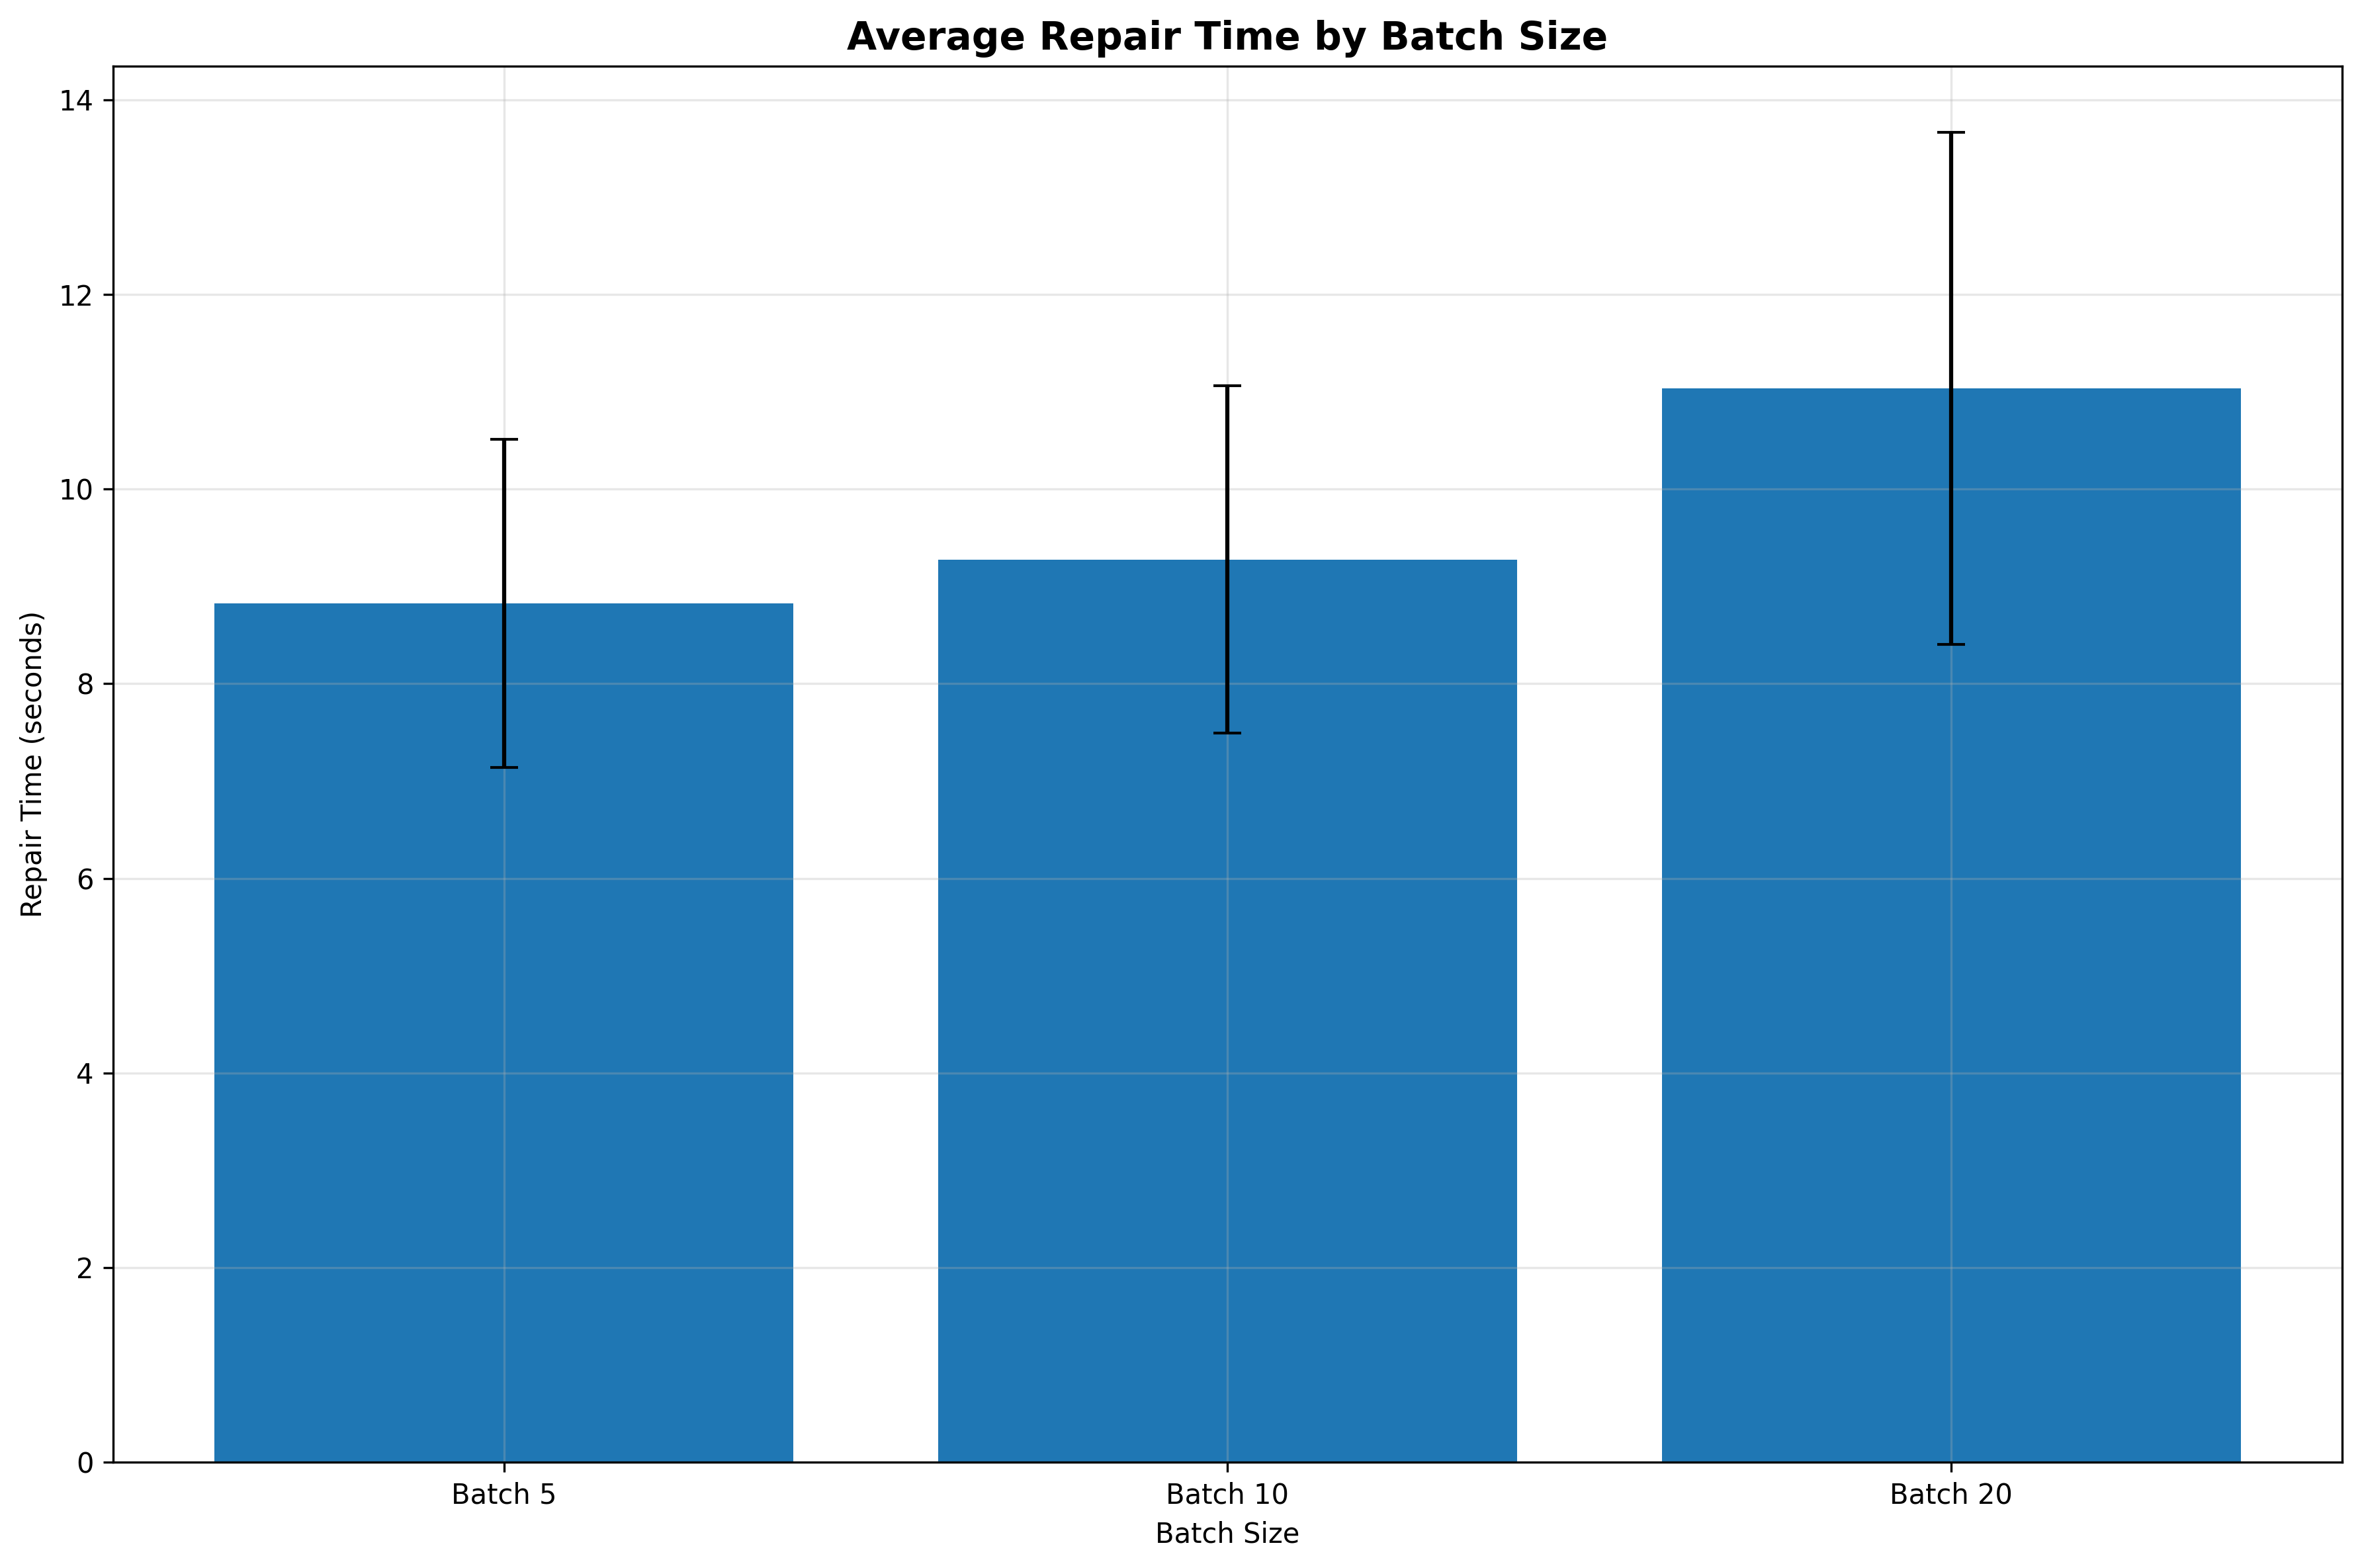 Average Repair Time by Batch Size
14
12
10
8
6
4
2
0
Repair Time (seconds)
Batch 5
Batch 10
Batch 20
Batch Size